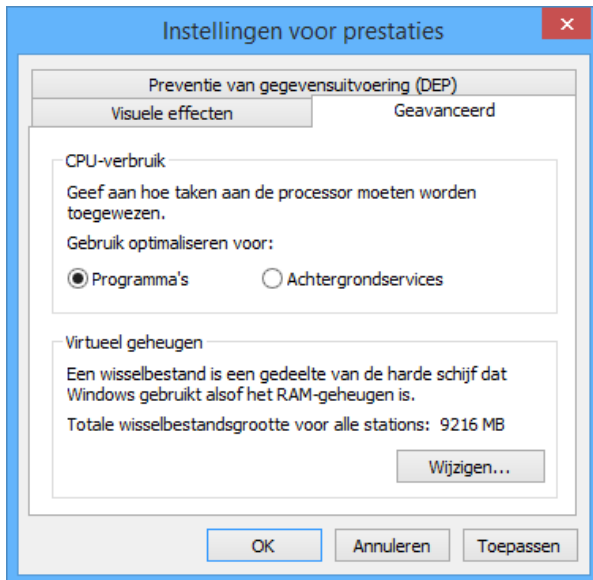 Instellingen voor prestaties
Preventie van gegevensuitvoering (DEP)
Visuele effecten
Geavanceerd
CPU-verbruik
Geef aan hoe taken aan de processor moeten worden
toegewezen.
Gebruik optimaliseren voor:
Programma's
Achtergrondservices
Virtueel geheugen
Een wisselbestand is een gedeelte van de harde schijf dat
Windows gebruikt alsof het RAM-geheugen is.
Totale wisselbestandsgrootte voor alle stations: 9216 MB
Wijzigen...
OK
Annuleren
Toepassen